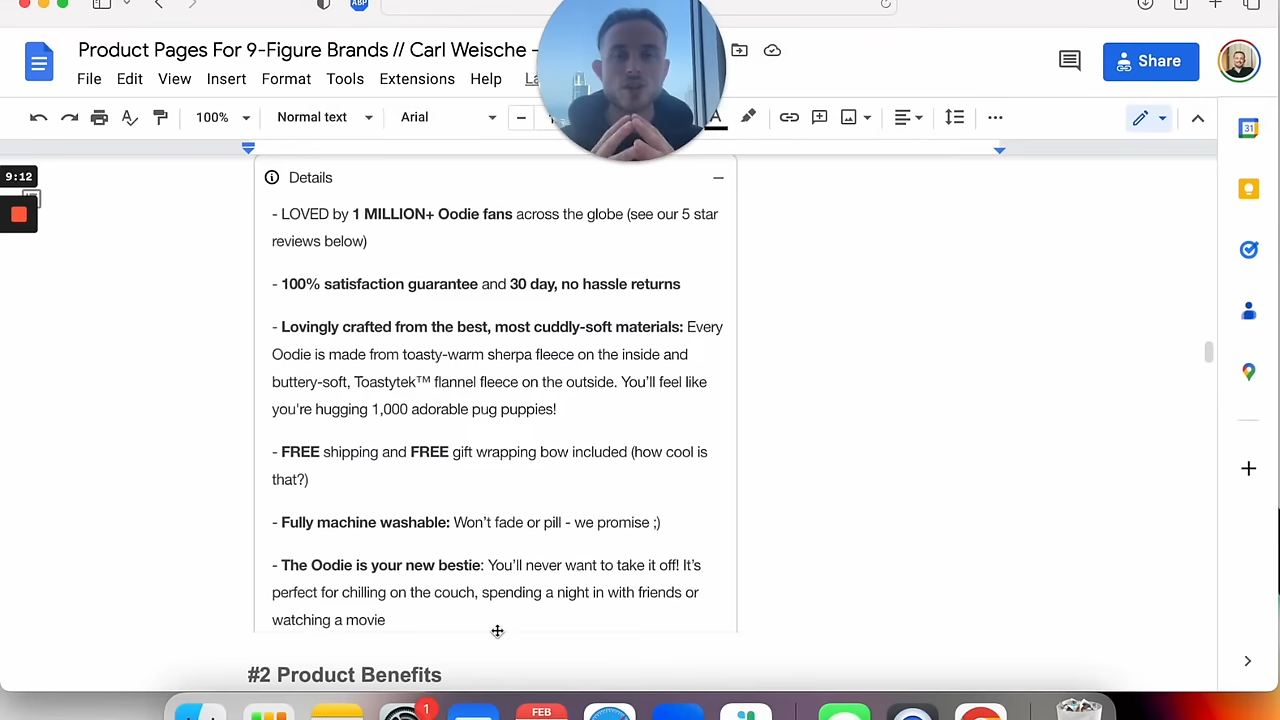 ABP
Product Pages For 9-Figure Brands // Carl Weische -
File Edit View Insert Format Tools Extensions Help
Share
100% Normal text Arial
A
31
9:12
Details
- LOVED by 1 MILLION+ Oodie fans across the globe (see our 5 star
reviews below)
- 100% satisfaction guarantee and 30 day, no hassle returns
- Lovingly crafted from the best, most cuddly-soft materials: Every
Oodie is made from toasty-warm sherpa fleece on the inside and
buttery-soft, Toastytek™ flannel fleece on the outside. You’ll feel like
you're hugging 1,000 adorable pug puppies!
- FREE shipping and FREE gift wrapping bow included (how cool is
that?)
- Fully machine washable: Won’t fade or pill - we promise ;)
- The Oodie is your new bestie: You’ll never want to take it off! It’s
perfect for chilling on the couch, spending a night in with friends or
watching a movie
#2 Product Benefits
1
FEB